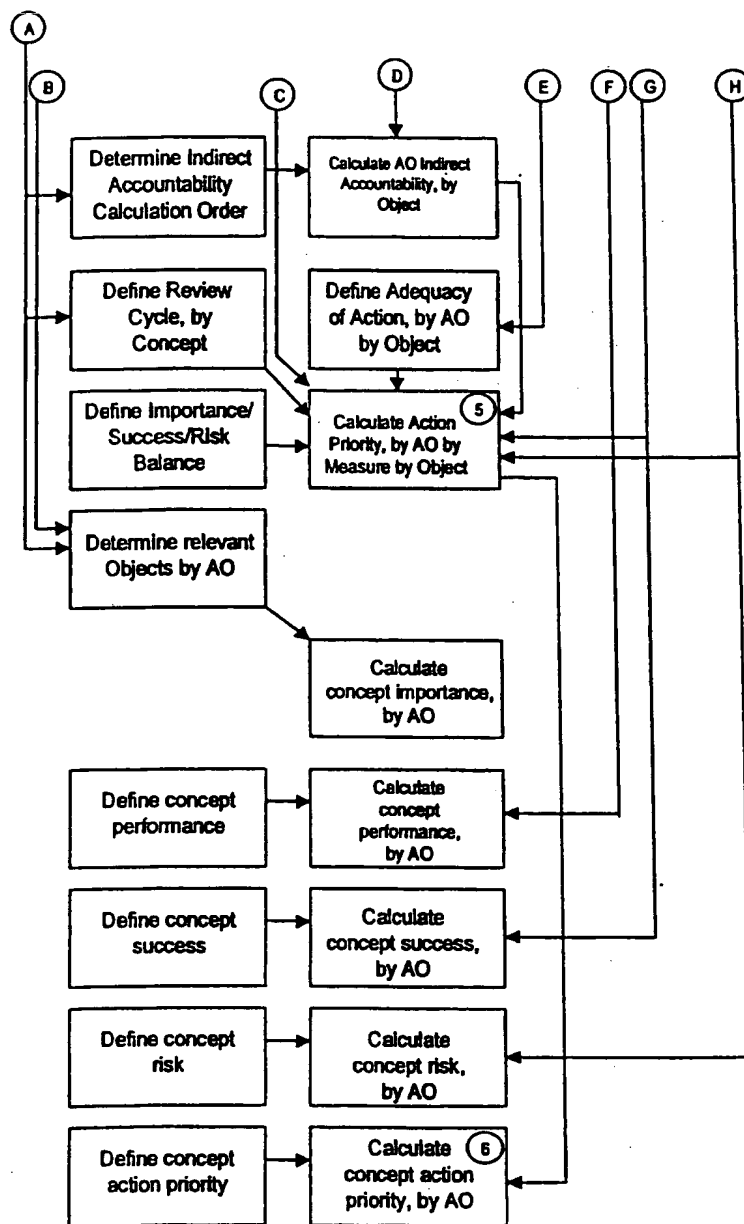 A
B
C
D
E
F
G
H
Determine Indirect
Accountability
Calculation Order
Calculate AO Indirect
Accountability, by
Object
Define Review
Cycle, by
Concept
Define Adequacy
of Action, by AO
by Object
Define Importance/
Success/Risk
Balance
5
Calculate Action
Priority, by AO by
Measure by Object
Determine relevant
Objects by AO
Calculate
concept importance,
by AO
Define concept
performance
Calculate
concept
performance,
by AO
Define concept
success
Calculate
concept success,
by AO
Define concept
risk
Calculate
concept risk,
by AO
Define concept
action priority
6
Calculate
concept action
priority, by AO